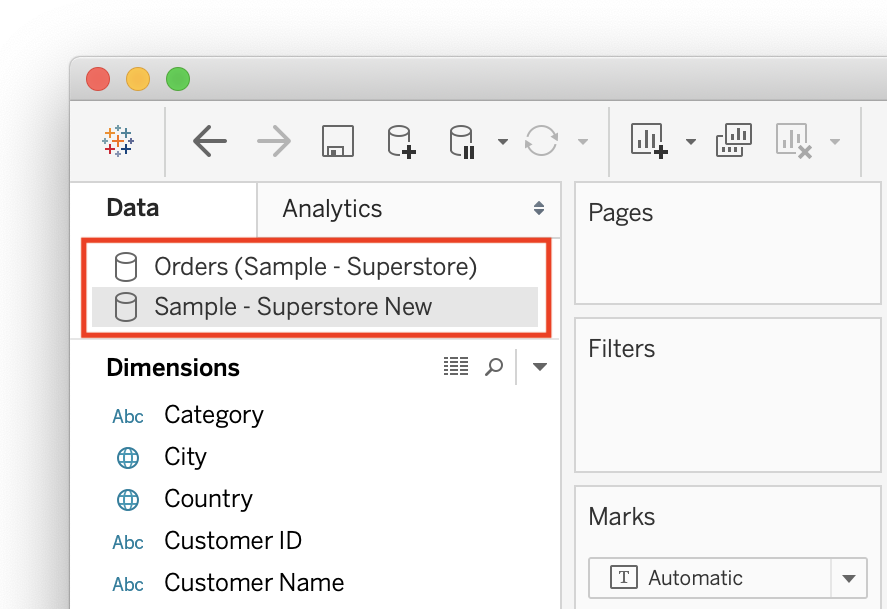 Data
Analytics
Orders (Sample - Superstore)
Sample - Superstore New
Dimensions
Abc Category
City
Country
Abc Customer ID
Abc Customer Name
Pages
Filters
Marks
T Automatic